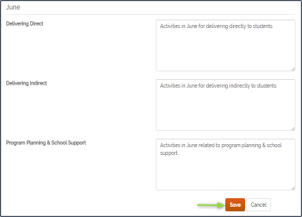 June
Delivering Direct
Activities in June for delivering directly to students
Delivering Indirect
Activities in June for delivering indirectly to students
Program Planning & School Support
Activities in June related to program planning & school
support
Save
Cancel